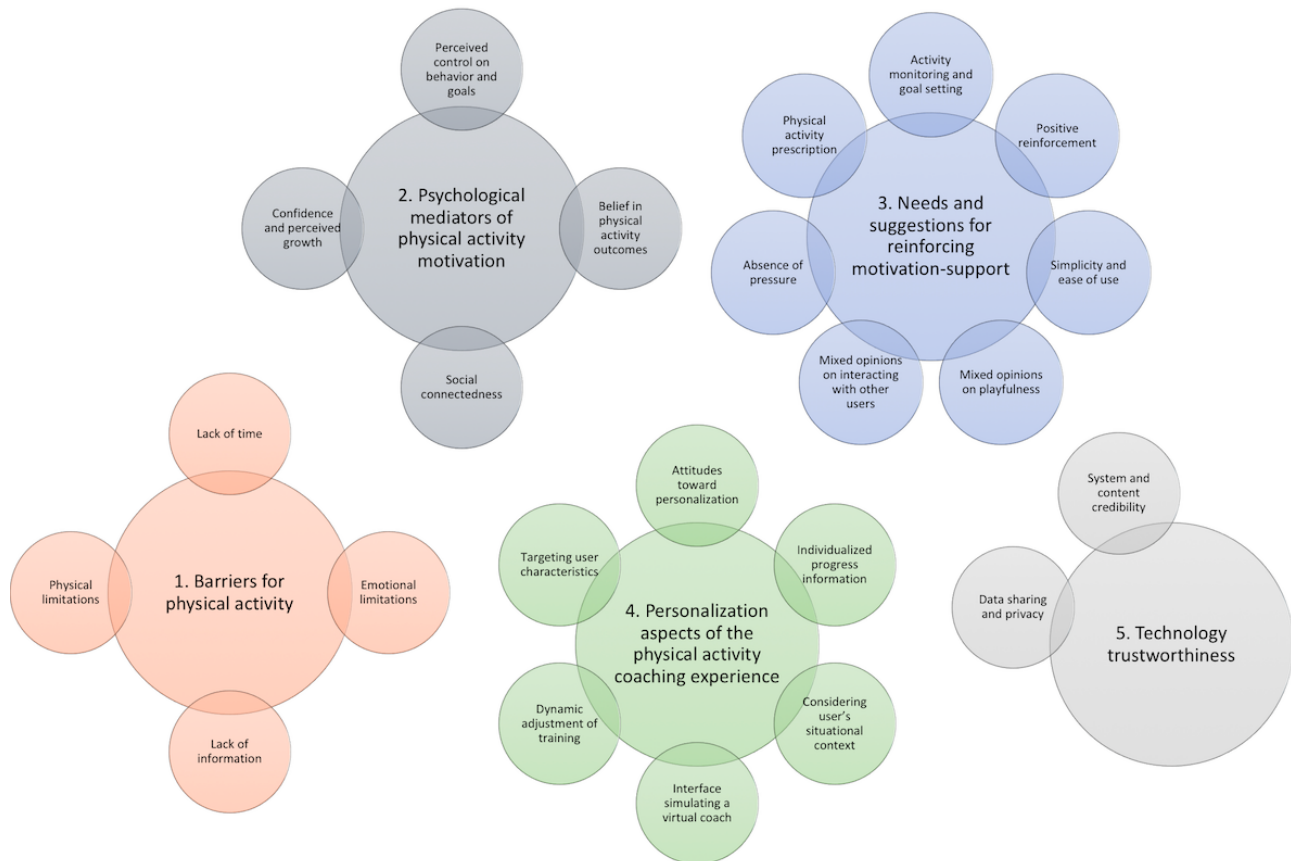 Perceived control on
behavior and
goals
Confidence
and perceived
growth
2. Psychological
mediators of
physical activity
motivation
Belief in
physical activity
outcomes
Social
connectedness
Activity
monitoring and
goal setting
Physical
activity
prescription
Positive
reinforcement
3. Needs and
suggestions for
reinforcing
motivation-support
Absence of
pressure
Simplicity and
ease of use
Mixed opinions
on interacting
with other
users
Mixed opinions
on playfulness
Lack of time
Physical
limitations
1. Barriers for
physical activity
Emotional
limitations
Lack of
information
Attitudes
toward
personalization
Targeting user
characteristics
Individualized
progress
information
4. Personalization
aspects of the
physical activity
coaching experience
Dynamic
adjustment of
training
Considering
user's
situational
context
Interface
simulating a
virtual coach
System and
content
credibility
Data sharing
and privacy
5. Technology
trustworthiness